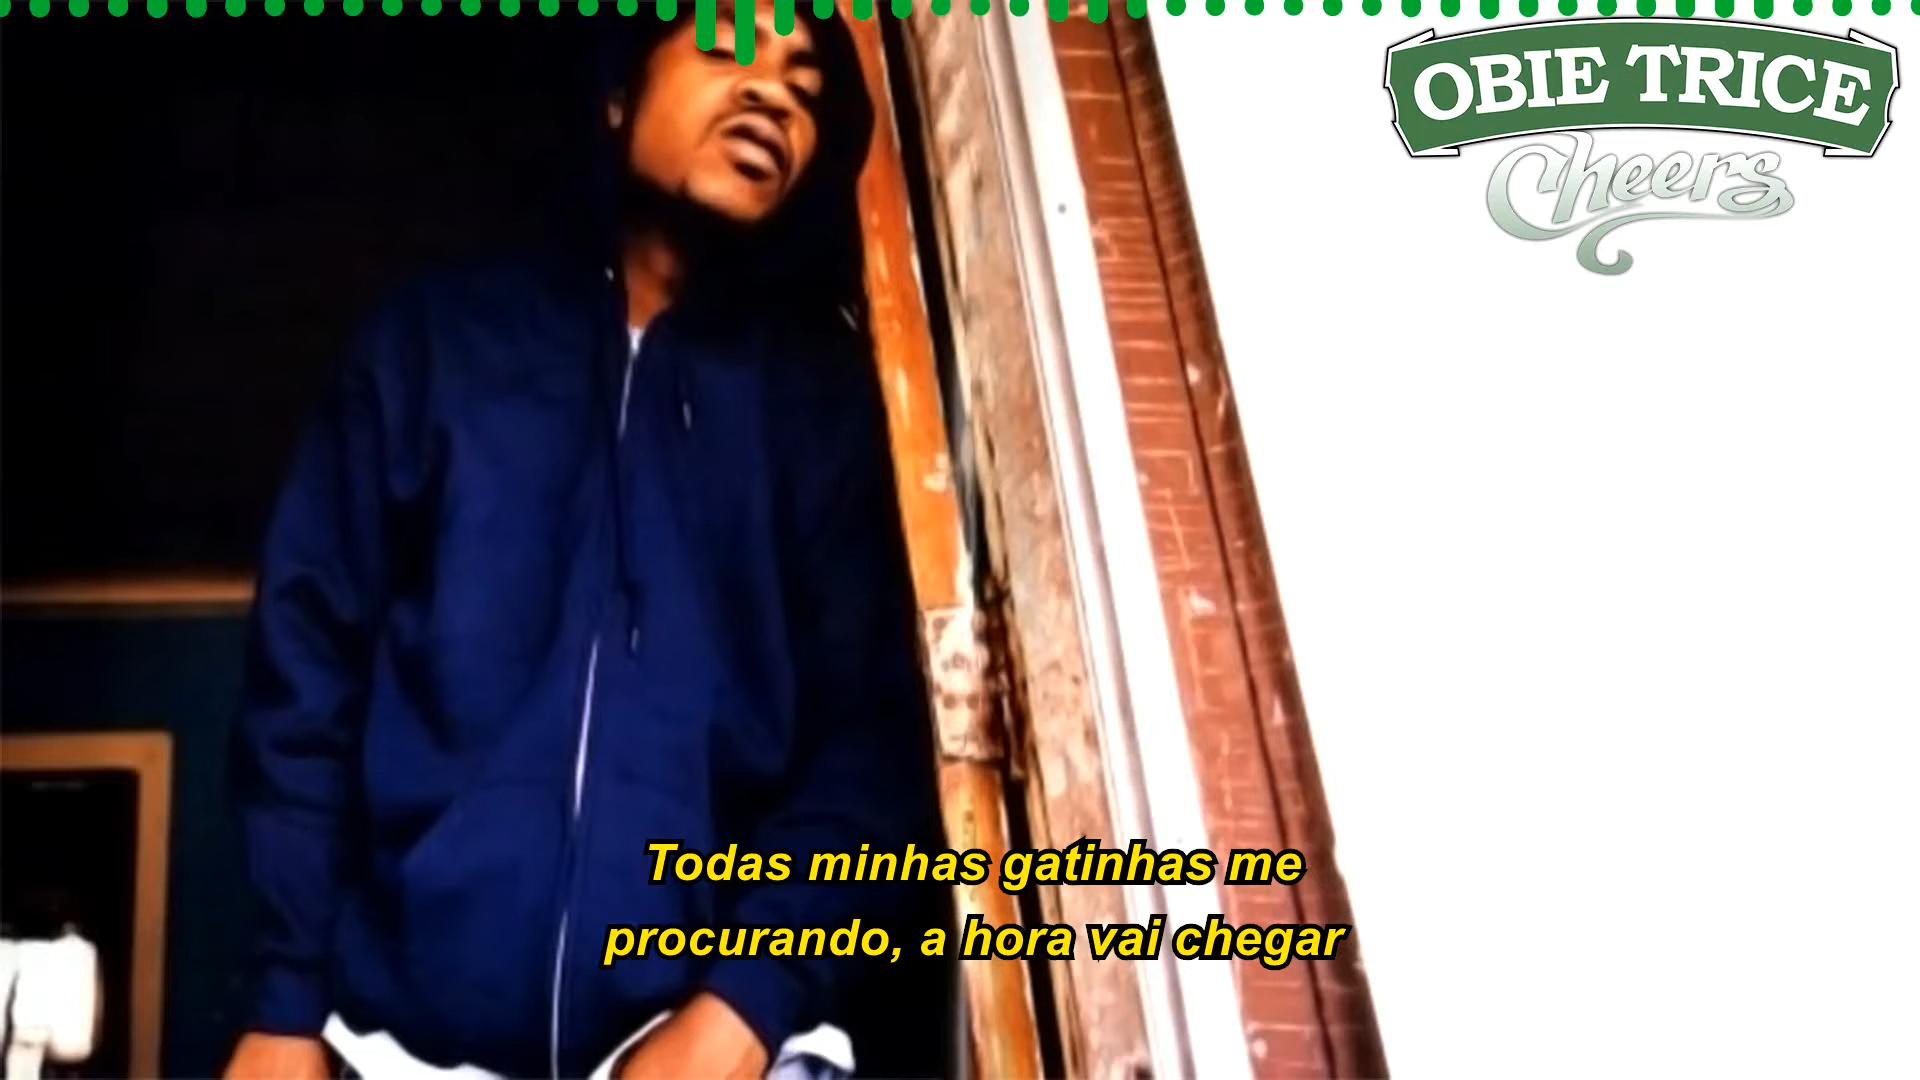 OBIE TRICE
Cheers
Todas minhas gatinhas me
procurando, a hora vai chegar